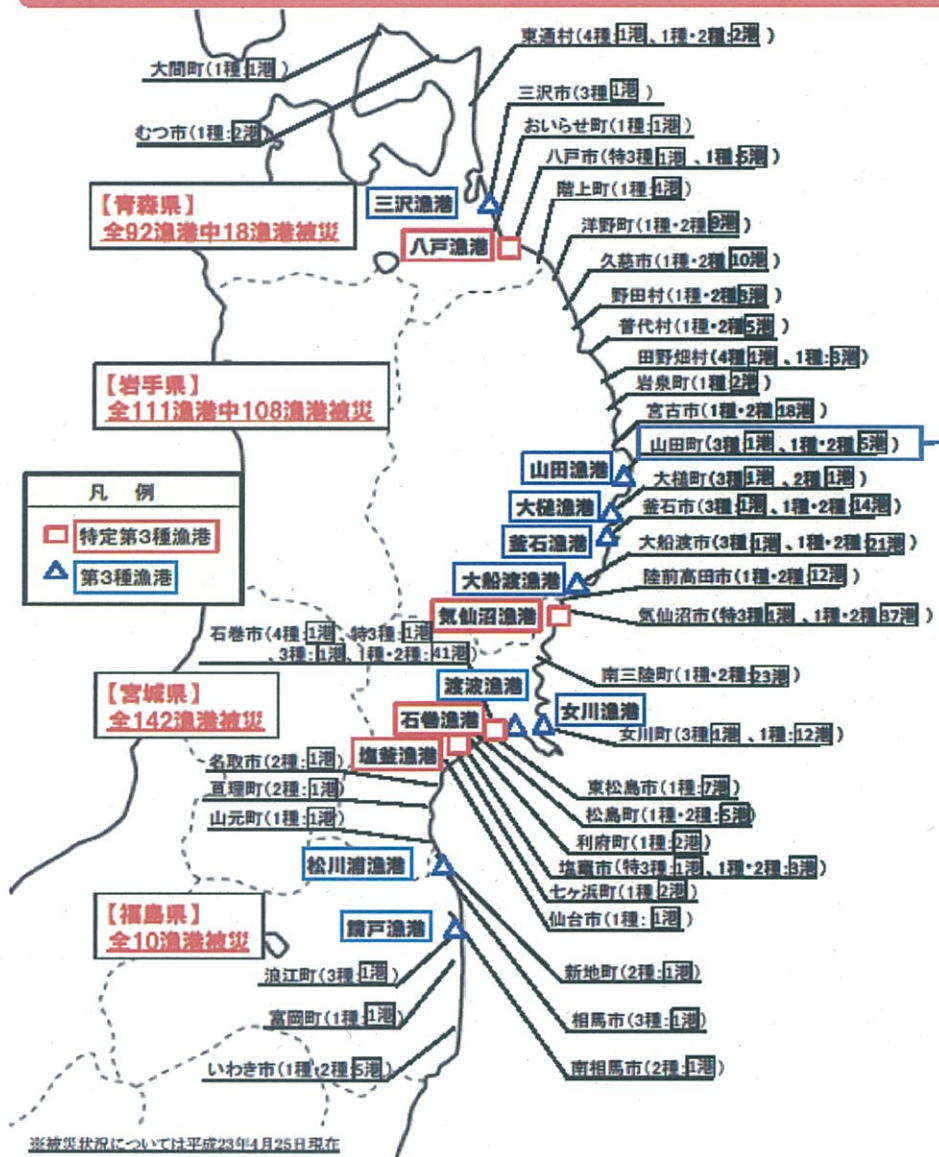 東通村(4種:1港、1種・2種:2港)
大間町(1種:1港)
三沢市(3種1港)
むつ市(1種:2港)
おいらせ町(1種:1港)
八戸市(特3種1港、1種:5港)
【青森県】
全92漁港中18漁港被災
三沢漁港
階上町(1種:4港)
八戸漁港
洋野町(1種・2種9港)
久慈市(1種・2種10港)
野田村(1種・2種3港)
普代村(1種・2種5港)
田野畑村(4種1港、1種:3港)
【岩手県】
全111漁港中108漁港被災
岩泉町(1種:2港)
宮古市(1種・2種18港)
山田町(3種:1港、1種・2種5港)
山田漁港
大槌町(3種1港、2種:1港)
大槌漁港
釜石市(3種:1港、1種・2種:14港)
釜石漁港
大船渡市(3種:1港、1種・2種:21港)
大船渡漁港
陸前高田市(1種・2種:12港)
凡 例
特定第3種漁港
第3種漁港
気仙沼漁港
気仙沼市(特3種1港、1種・2種37港)
石巻市(4種:1港、特3種:1港
、3種:1港、1種・2種:41港)
南三陸町(1種・2種:23港)
渡波漁港
【宮城県】
全142漁港被災
石巻漁港
女川漁港
女川町(3種1港、1種:12港)
塩釜漁港
名取市(2種:1港)
東松島市(1種:7港)
亘理町(2種:1港)
松島町(1種・2種:5港)
山元町(1種:1港)
利府町(1種:2港)
松川浦漁港
塩竈市(特3種:1港、1種・2種:3港)
七ヶ浜町(1種2港)
仙台市(1種:1港)
【福島県】
全10漁港被災
請戸漁港
浪江町(3種:1港)
新地町(2種:1港)
富岡町(1種:1港)
相馬市(3種:1港)
いわき市(1種・2種:5港)
南相馬市(2種:1港)
※被災状況については平成23年4月25日現在